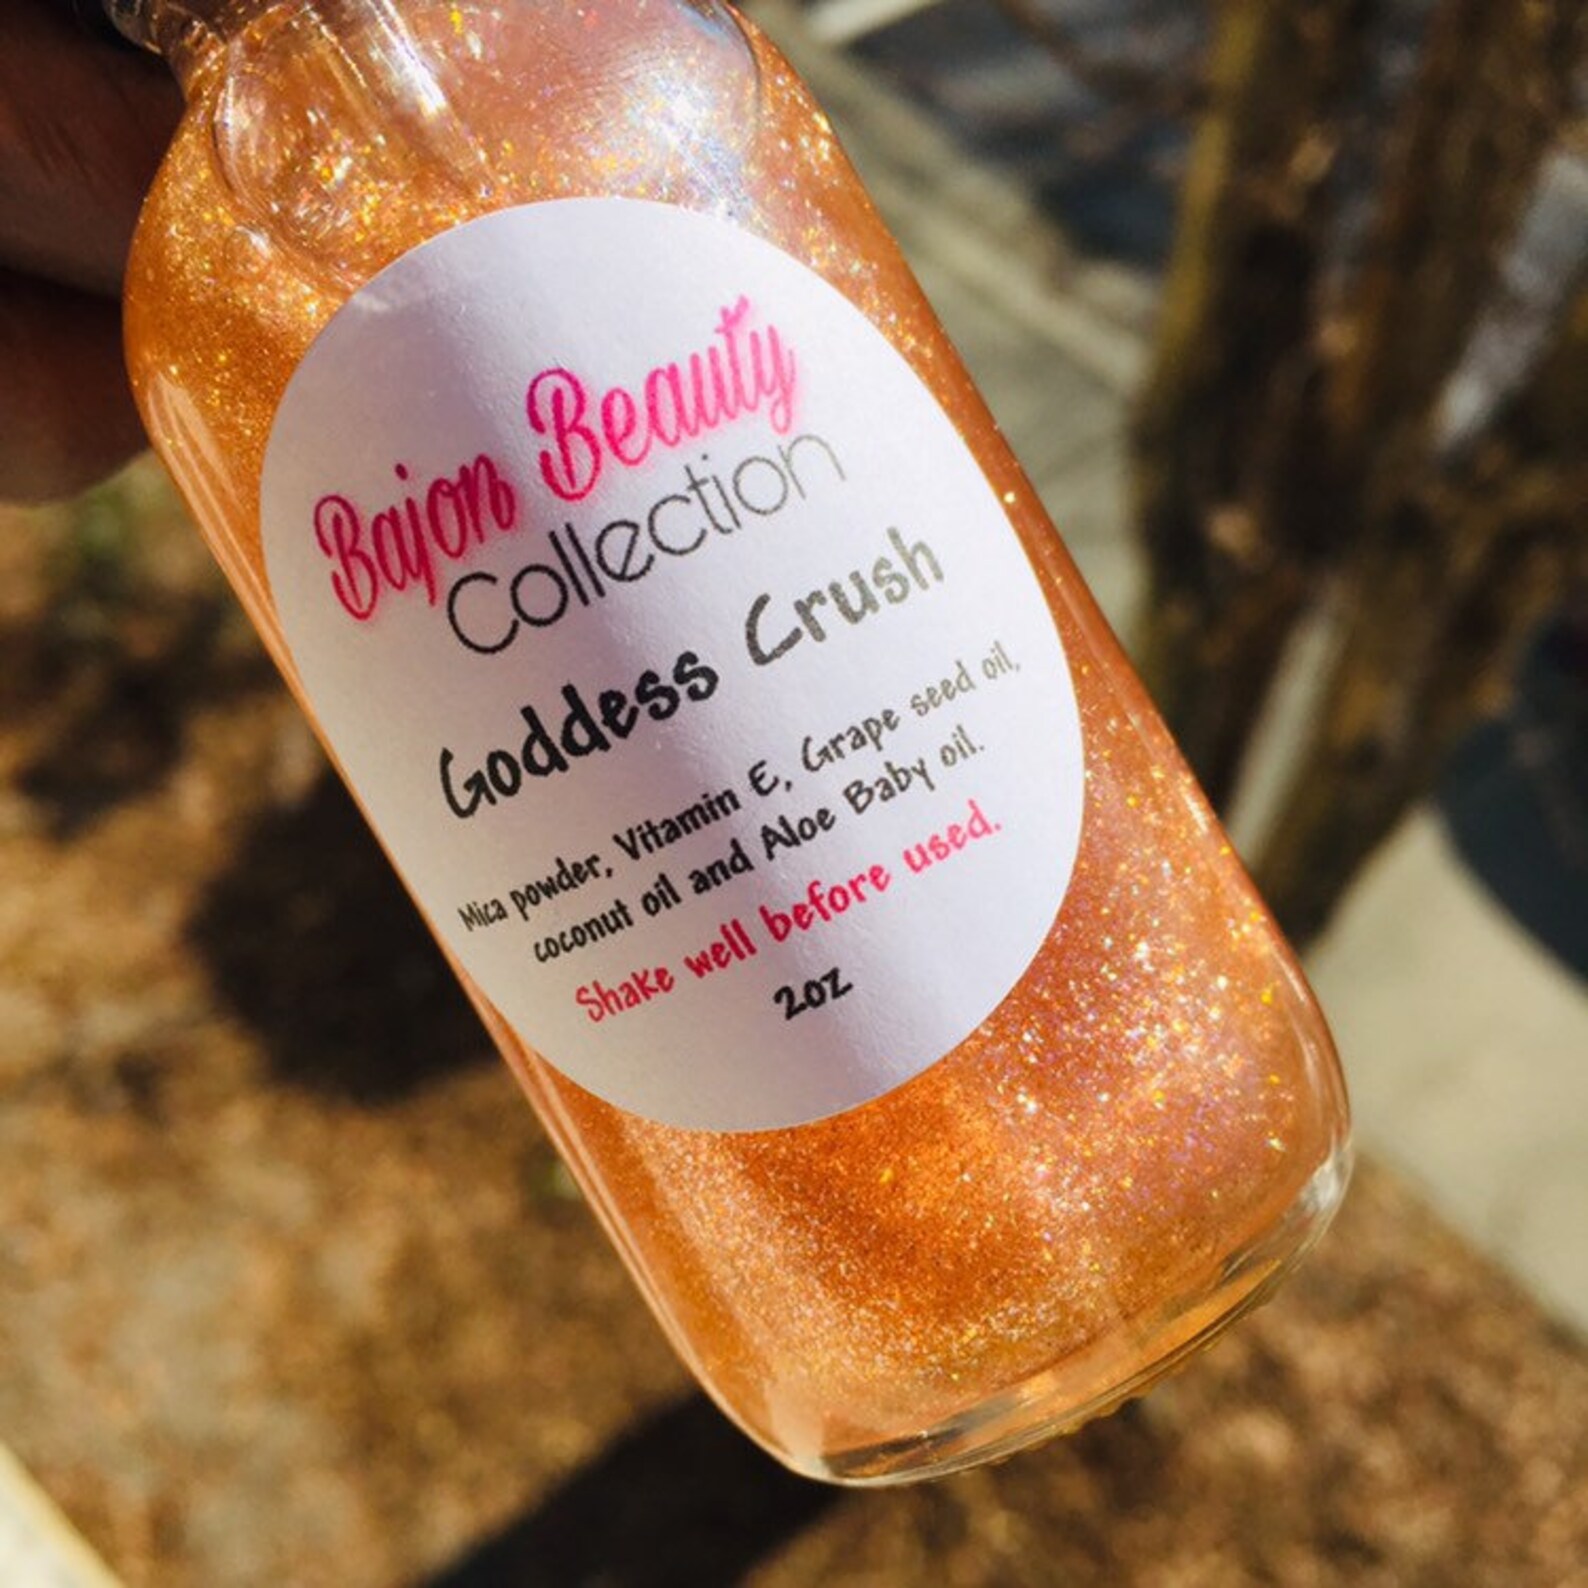 Bajon Beauty
Collection
Goddess Crush
Mica powder, Vitamin E, Grape seed oil,
coconut oil and Aloe Baby oil.
Shake well before used.
2oz